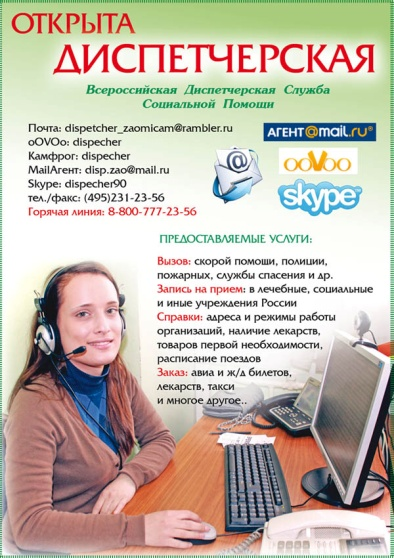 ОТКРЫТА
ДИСПЕТЧЕРСКАЯ
Всероссийская Диспетчерская Служба
Социальной Помощи
Почта: dispetcher_zaomicam@rambler.ru
oOVOo: dispecher
Камфрог: dispecher
MailАгент: disp.zao@mail.ru
Skype: dispecher90
тел./факс: (495)231-23-56
Горячая линия: 8-800-777-23-56
АГЕНТ@mail.ru®
ooVoo
skype
ПРЕДОСТАВЛЯЕМЫЕ УСЛУГИ:
Вызов: скорой помощи, полиции,
пожарных, службы спасения и др.
Запись на прием: в лечебные, социальные
и иные учреждения России
Справки: адреса и режимы работы
организаций, наличие лекарств,
товаров первой необходимости,
расписание поездов
Заказ: авиа и ж/д билетов,
лекарств, такси
и многое другое..